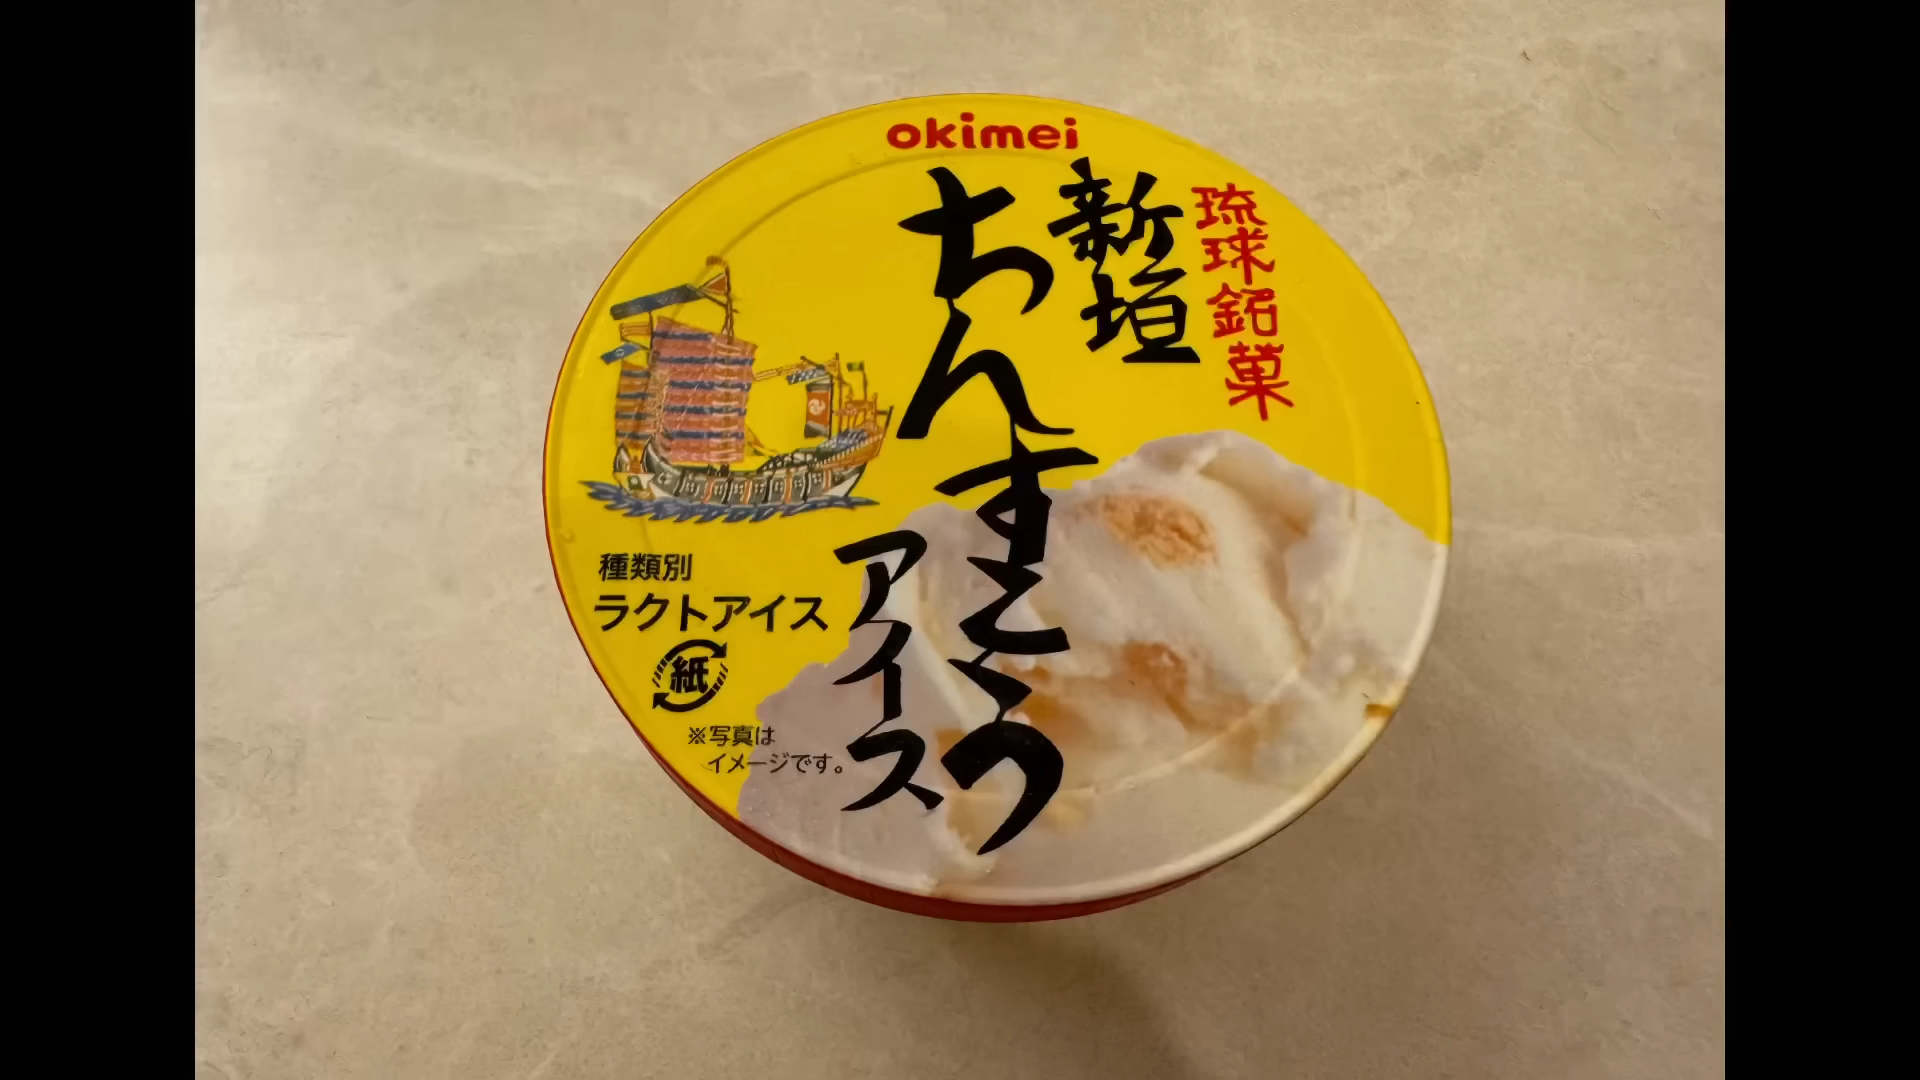 okimei
琉球銘菓
新垣
ちんすこう
アイス
種類別
ラクトアイス
紙
※写真は
イメージです。